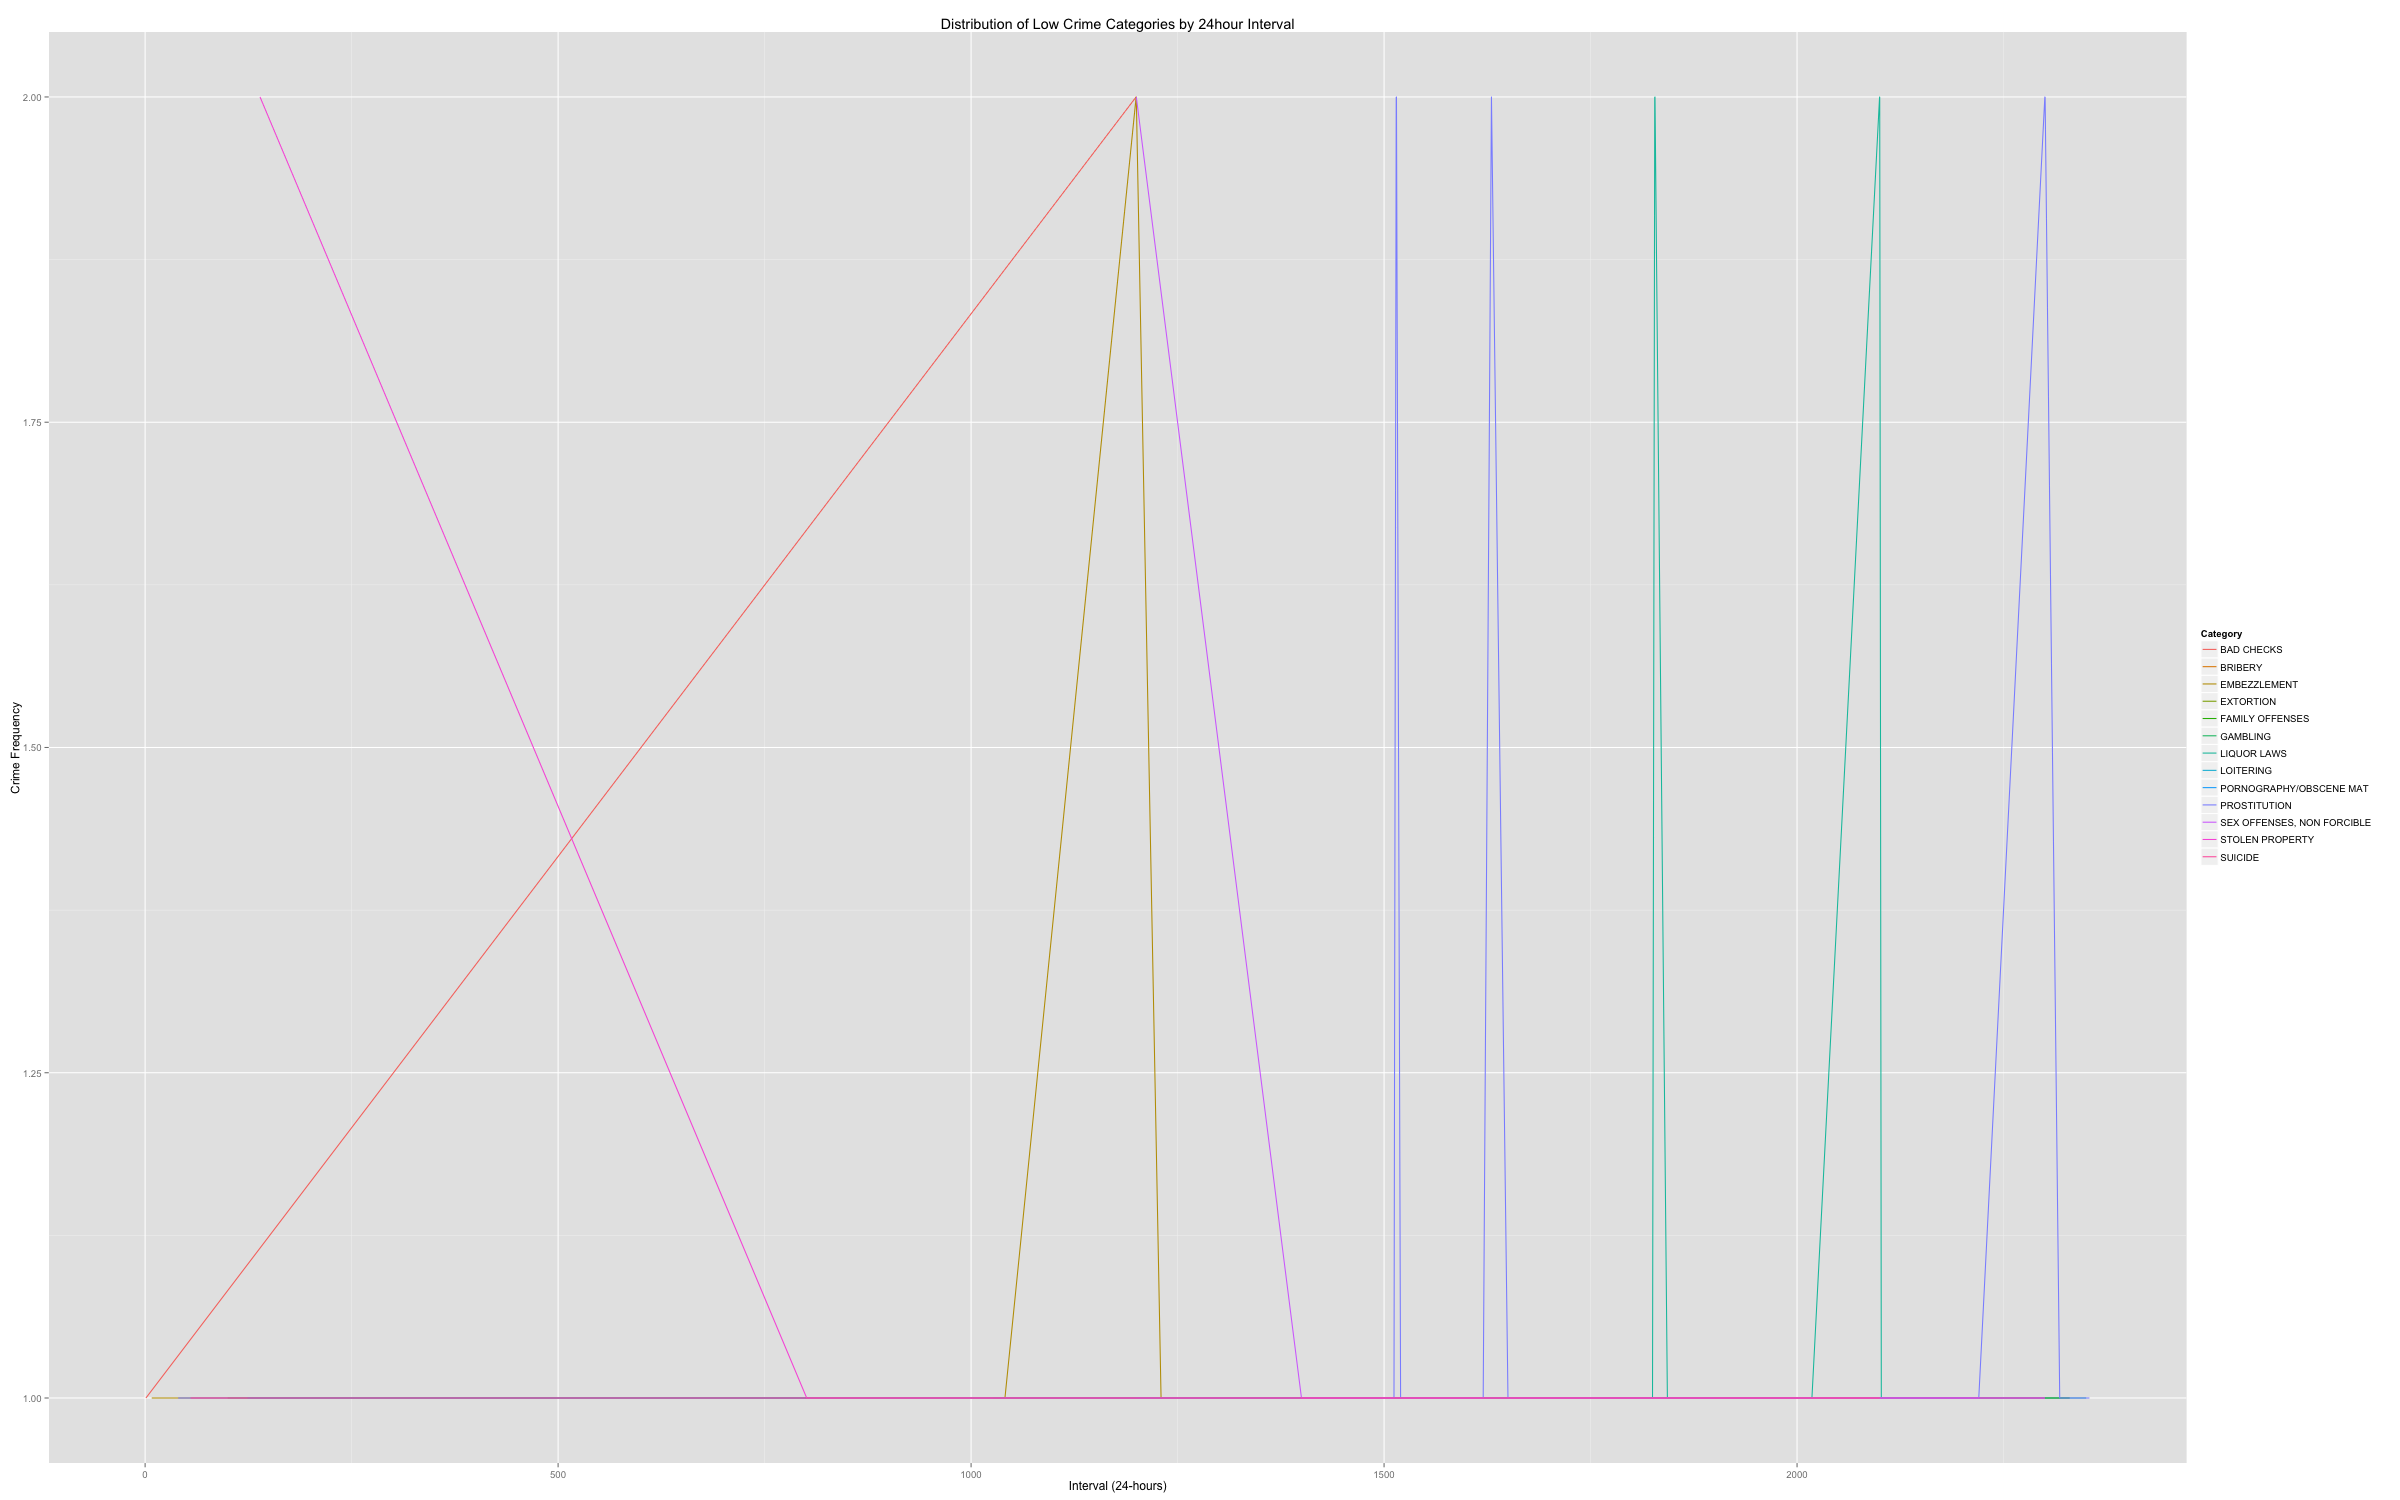 Distribution of Low Crime Categories by 24hour Interval
2.00
1.75
1.50
1.25
1.00
Crime Frequency
0
500
1000
1500
2000
Interval (24-hours)
Category
BAD CHECKS
BRIBERY
EMBEZZLEMENT
EXTORTION
FAMILY OFFENSES
GAMBLING
LIQUOR LAWS
LOITERING
PORNOGRAPHY/OBSCENE MAT
PROSTITUTION
SEX OFFENSES, NON FORCIBLE
STOLEN PROPERTY
SUICIDE